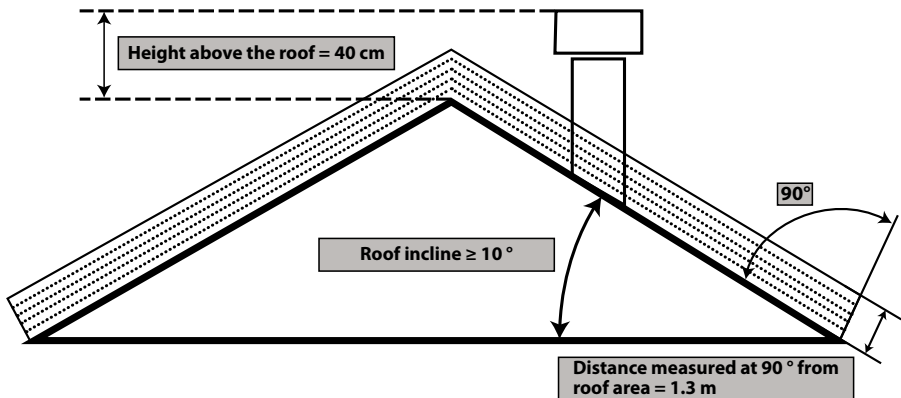 Height above the roof = 40 cm
90°
Roof incline ≥ 10 °
Distance measured at 90 ° from
roof area = 1.3 m